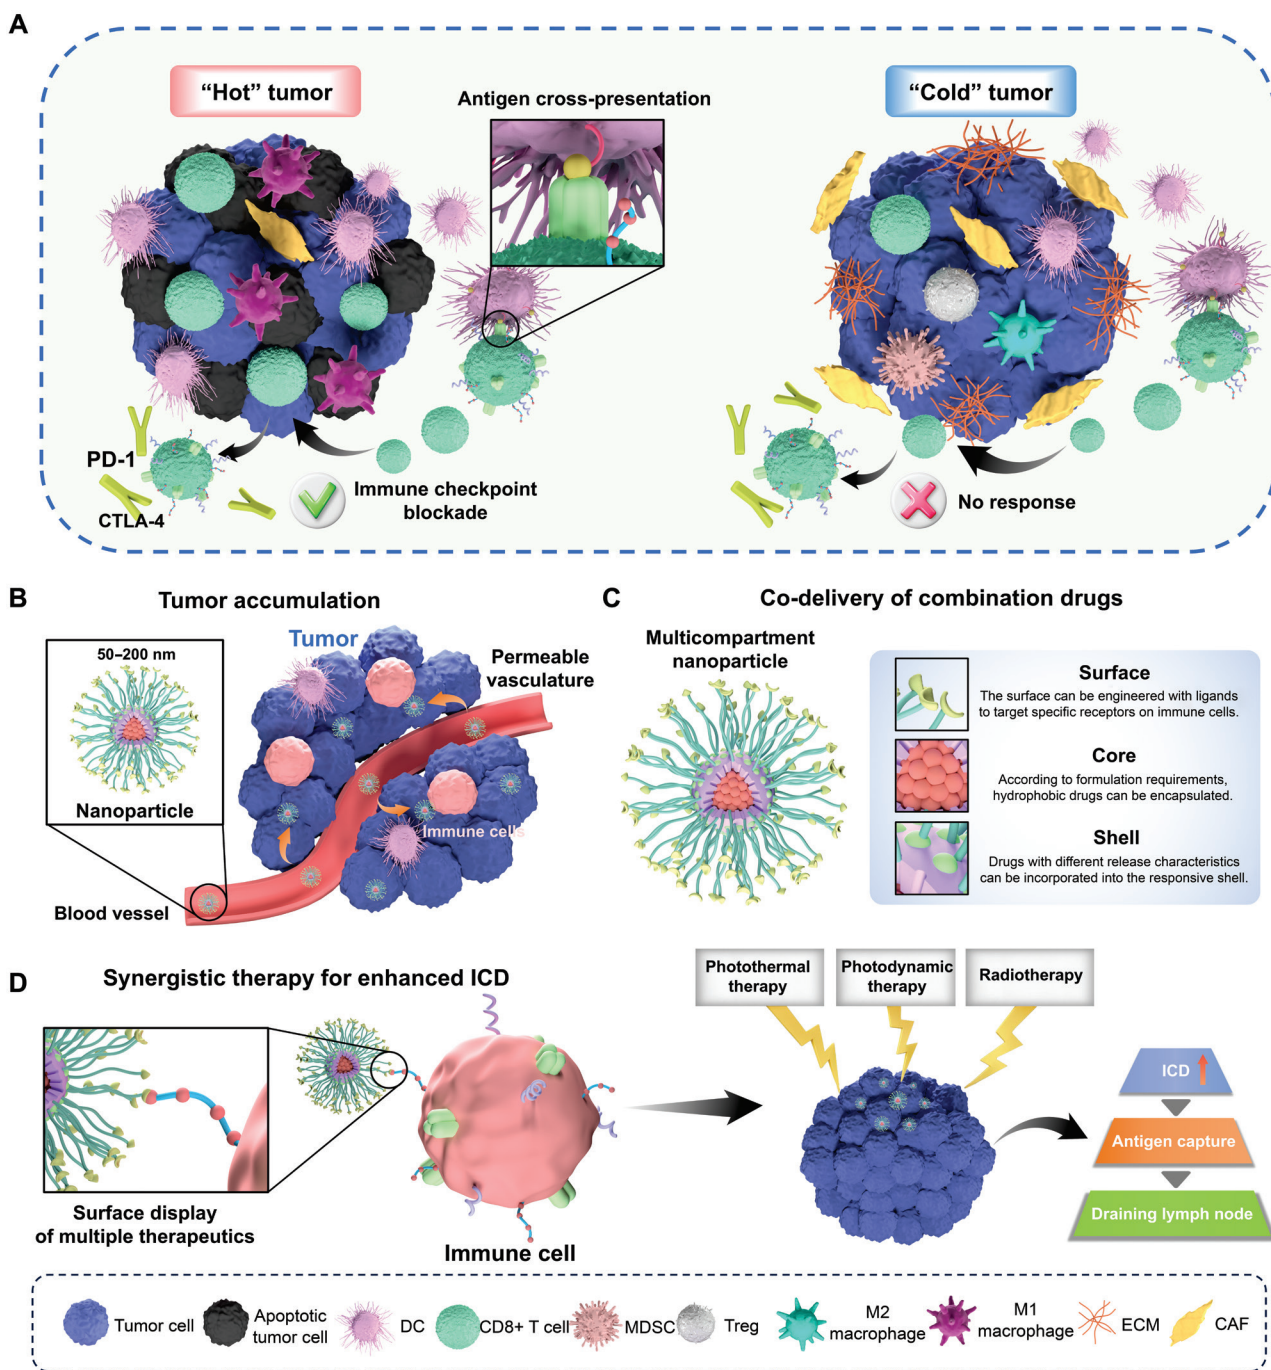 A
“Hot” tumor
Antigen cross-presentation
“Cold” tumor
PD-1
CTLA-4
Immune checkpoint
blockade
No response
B
Tumor accumulation
50–200 nm
Nanoparticle
Tumor
Permeable
vasculature
Immune cells
Blood vessel
C
Co-delivery of combination drugs
Multicompartment
nanoparticle
Surface
The surface can be engineered with ligands
to target specific receptors on immune cells.
Core
According to formulation requirements,
hydrophobic drugs can be encapsulated.
Shell
Drugs with different release characteristics
can be incorporated into the responsive shell.
D
Synergistic therapy for enhanced ICD
Surface display
of multiple therapeutics
Immune cell
Photothermal
therapy
Photodynamic
therapy
Radiotherapy
ICD
Antigen capture
Draining lymph node
Tumor cell
Apoptotic
tumor cell
DC
CD8+ T cell
MDSC
Treg
M2
macrophage
M1
macrophage
ECM
CAF